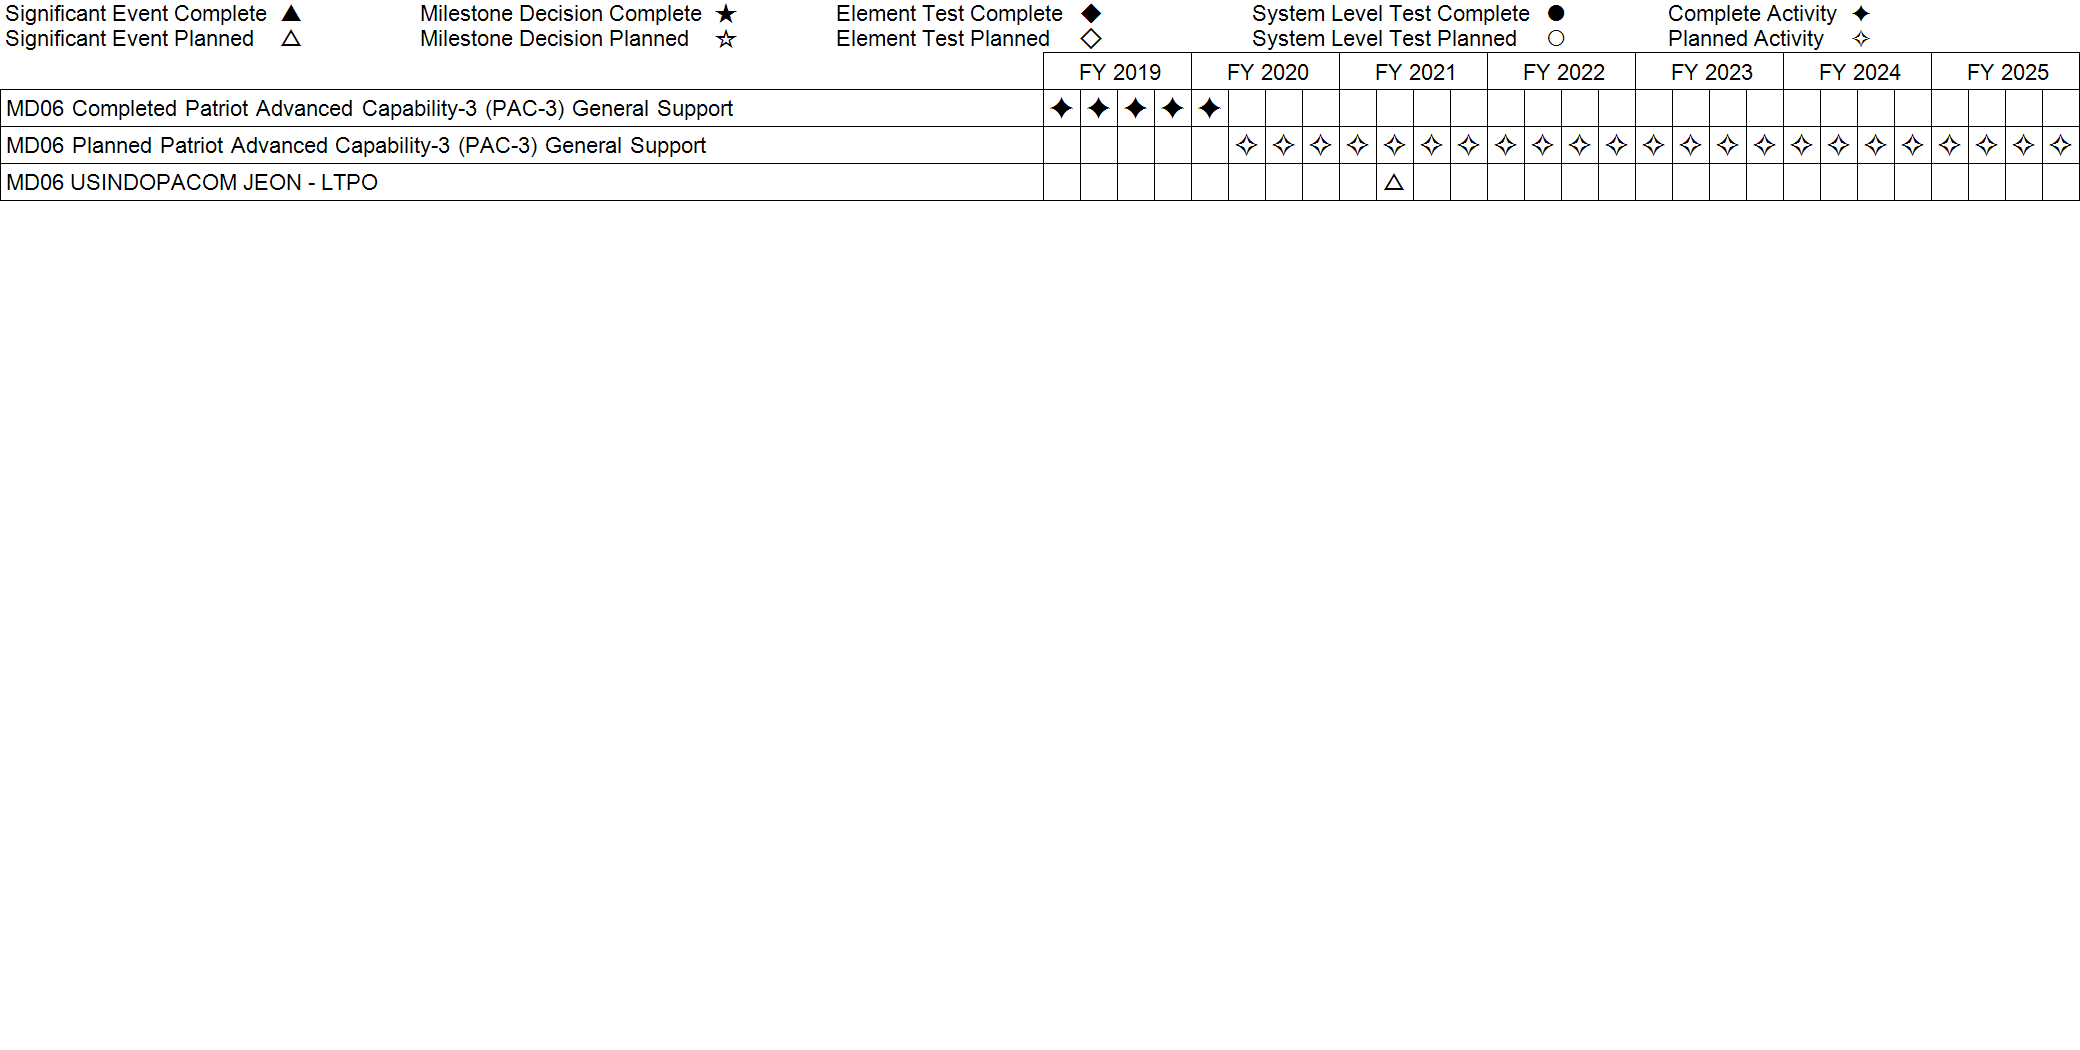 Significant Event Complete ▲ Milestone Decision Complete ★ Element Test Complete ◆ System Level Test Complete ● Complete Activity ✦
Significant Event Planned △ Milestone Decision Planned ☆ Element Test Planned ◇ System Level Test Planned ○ Planned Activity ✧
FY 2019 FY 2020 FY 2021 FY 2022 FY 2023 FY 2024 FY 2025
MD06 Completed Patriot Advanced Capability-3 (PAC-3) General Support ✦ ✦ ✦ ✦ ✦
MD06 Planned Patriot Advanced Capability-3 (PAC-3) General Support ✧ ✧ ✧ ✧ ✧ ✧ ✧ ✧ ✧ ✧ ✧ ✧ ✧ ✧ ✧ ✧ ✧ ✧ ✧ ✧ ✧ ✧ ✧
MD06 USINDOPACOM JEON - LTPO △